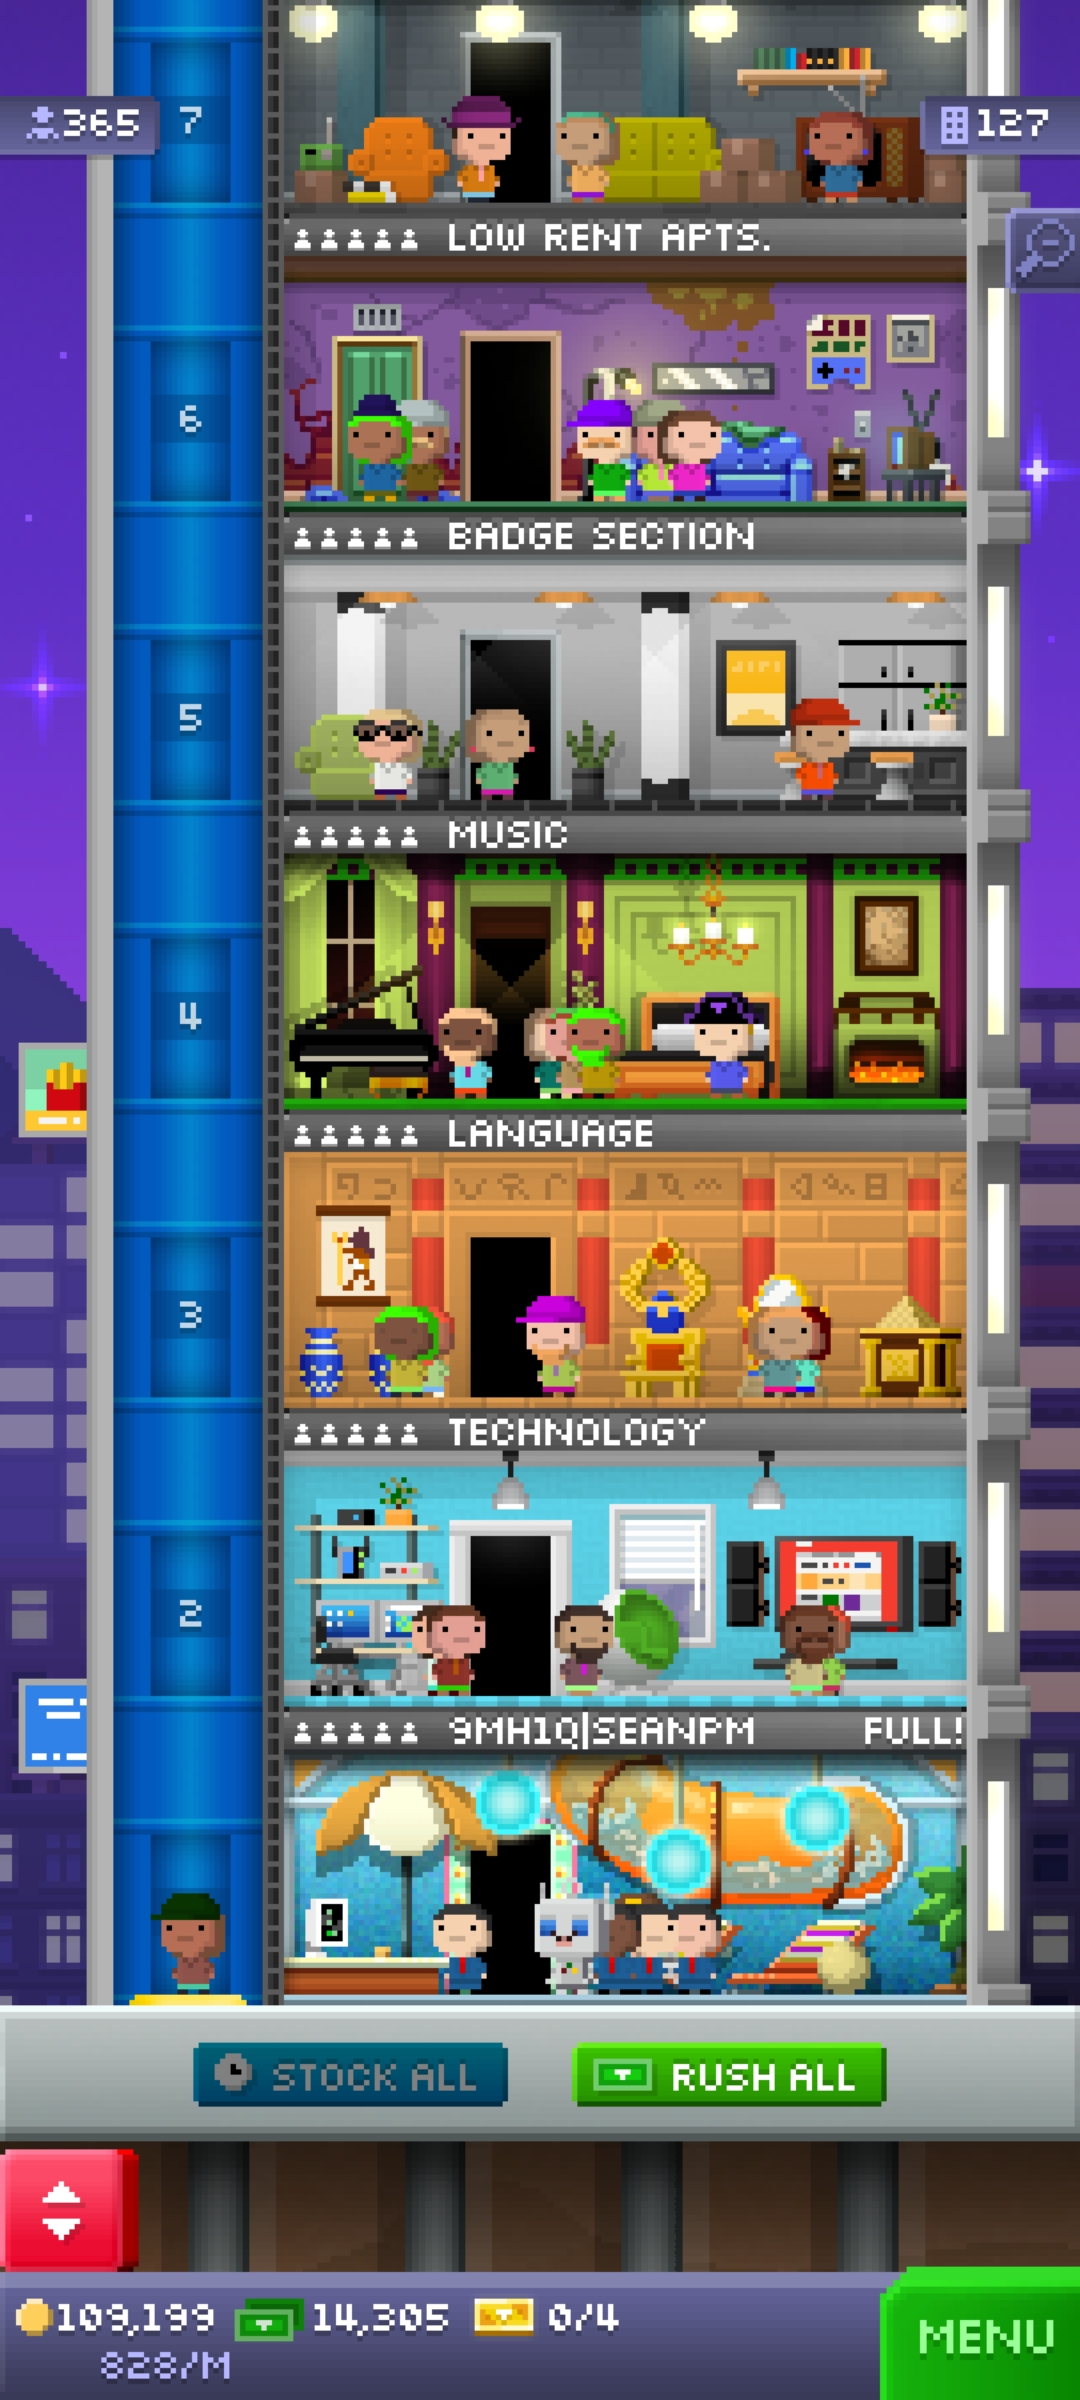 365
7
127
LOW RENT APTS.
6
BADGE SECTION
5
MUSIC
4
LANGUAGE
3
TECHNOLOGY
2
9MH1Q|SEANPM FULL!
STOCK ALL
RUSH ALL
109,199
14,305
0/4
828/M
MENU